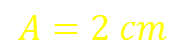 A = 2 cm